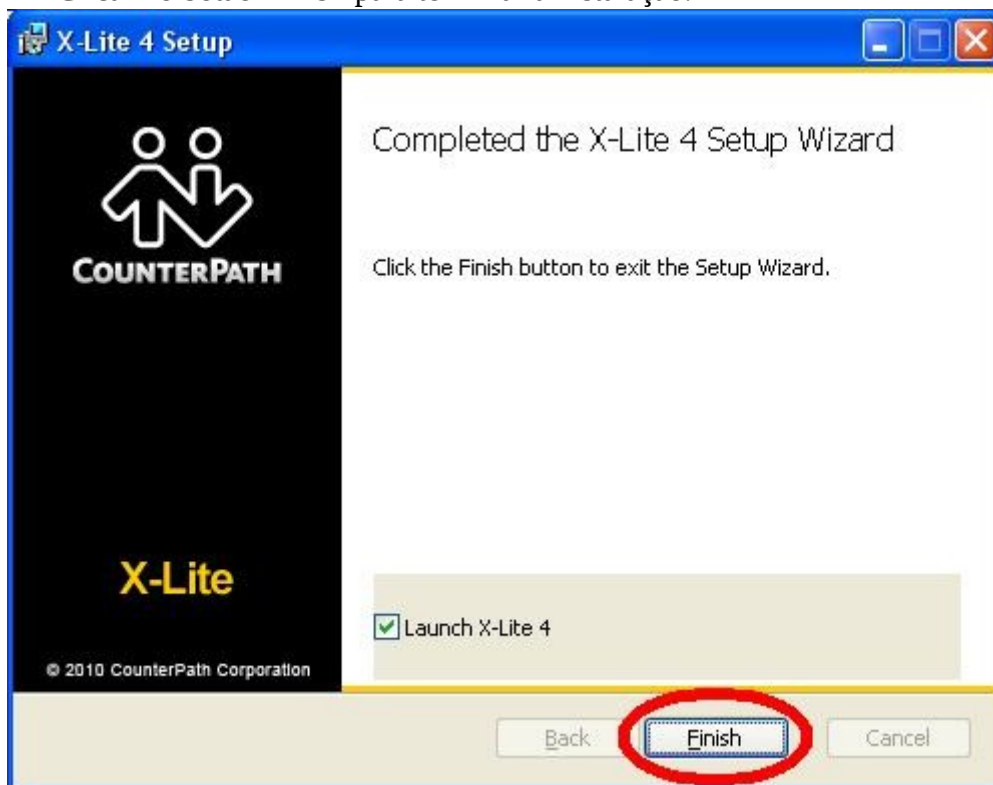 X-Lite 4 Setup
Completed the X-Lite 4 Setup Wizard
COUNTERPATH
Click the Finish button to exit the Setup Wizard.
X-Lite
Launch X-Lite 4
© 2010 CounterPath Corporation
Back
Finish
Cancel